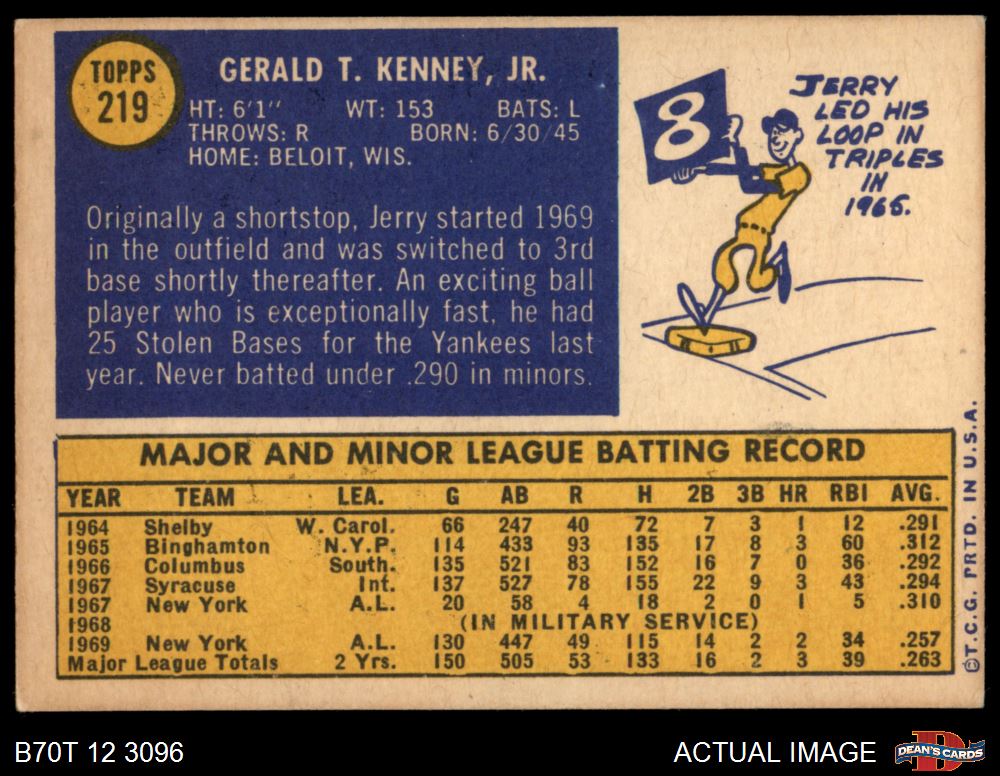 TOPPS
219
GERALD T. KENNEY, JR.
HT: 6'1" WT: 153 BATS: L
THROWS: R BORN: 6/30/45
HOME: BELOIT, WIS.
Originally a shortstop, Jerry started 1969
in the outfield and was switched to 3rd
base shortly thereafter. An exciting ball
player who is exceptionally fast, he had
25 Stolen Bases for the Yankees last
year. Never batted under .290 in minors.
8
JERRY
LED HIS
LOOP IN
TRIPLES
IN
1965.
MAJOR AND MINOR LEAGUE BATTING RECORD
YEAR TEAM LEA. G AB R H 2B 3B HR RBI AVG.
1964 Shelby W. Carol. 66 247 40 72 7 3 1 12 .291
1965 Binghamton N.Y.P. 114 433 93 135 17 8 3 60 .312
1966 Columbus South. 135 521 83 152 16 7 0 36 .292
1967 Syracuse Int. 137 527 78 155 22 9 3 43 .294
1967 New York A.L. 20 58 4 18 2 0 1 5 .310
1968 (IN MILITARY SERVICE)
1969 New York A.L. 130 447 49 115 14 2 2 34 .257
Major League Totals 2 Yrs. 150 505 53 133 16 2 3 39 .263
©T.C.G. PRTD. IN U.S.A.
B70T 12 3096
ACTUAL IMAGE
D
DEAN'S CARDS